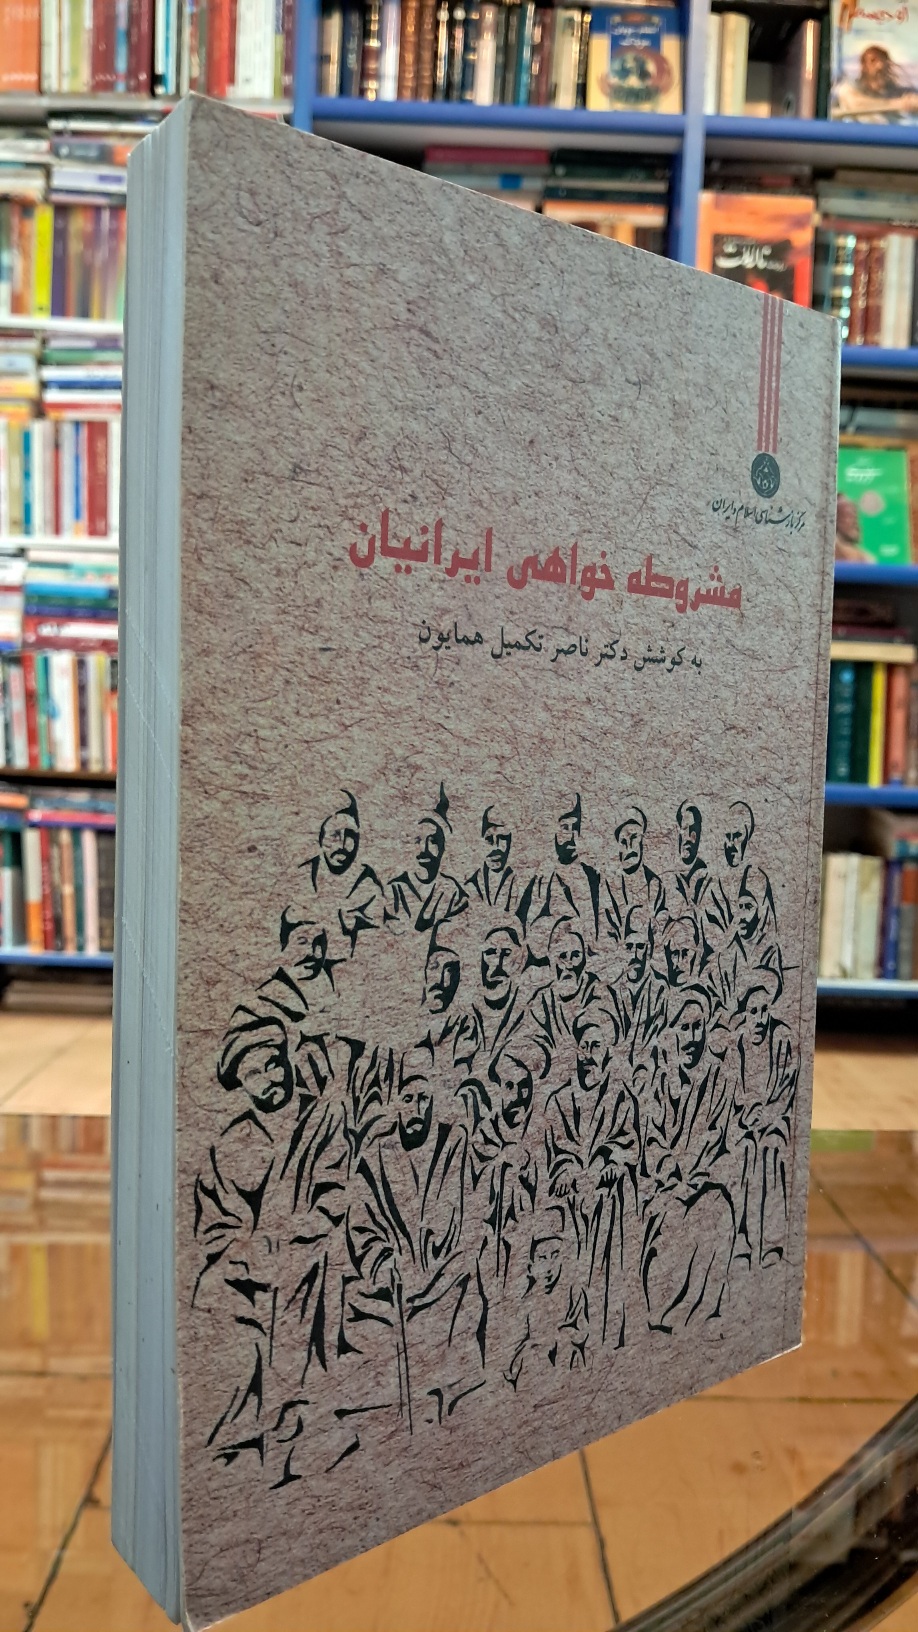 مرکز بازشناسی اسلام و ایران
مشروطه خواهی ایرانیان
به کوشش دکتر ناصر تکمیل همایون